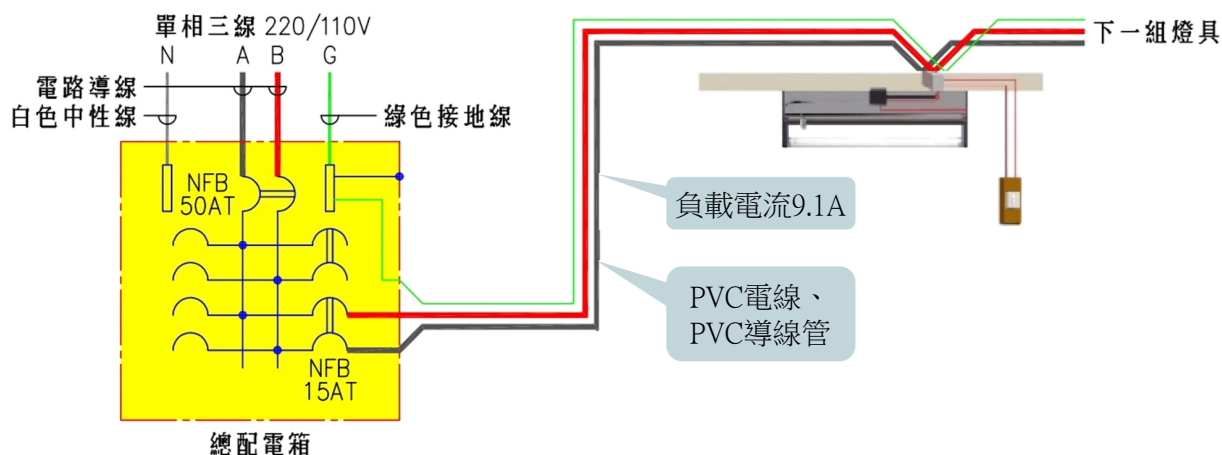 單相三線 220/110V
N A B G
下一組燈具
電路導線
白色中性線
綠色接地線
NFB
50AT
負載電流9.1A
PVC電線、
PVC導線管
NFB
15AT
總配電箱